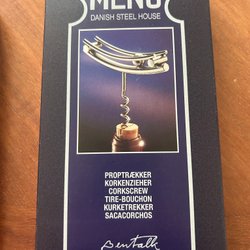 MENU
DANISH STEEL HOUSE
PROPTRÆKKER
KORKENZIEHER
CORKSCREW
TIRE-BOUCHON
KURKETREKKER
SACACORCHOS